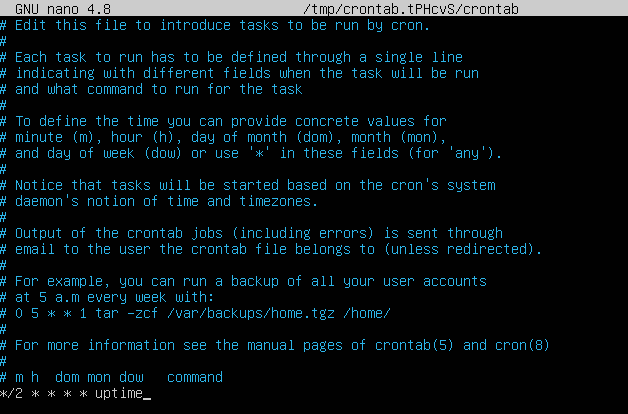 GNU nano 4.8 /tmp/crontab.tPHcvS/crontab
# Edit this file to introduce tasks to be run by cron.
#
# Each task to run has to be defined through a single line
# indicating with different fields when the task will be run
# and what command to run for the task
#
# To define the time you can provide concrete values for
# minute (m), hour (h), day of month (dom), month (mon),
# and day of week (dow) or use '*' in these fields (for 'any').
#
# Notice that tasks will be started based on the cron's system
# daemon's notion of time and timezones.
#
# Output of the crontab jobs (including errors) is sent through
# email to the user the crontab file belongs to (unless redirected).
#
# For example, you can run a backup of all your user accounts
# at 5 a.m every week with:
# 0 5 * * 1 tar -zcf /var/backups/home.tgz /home/
#
# For more information see the manual pages of crontab(5) and cron(8)
#
# m h  dom mon dow   command
*/2 * * * * uptime_